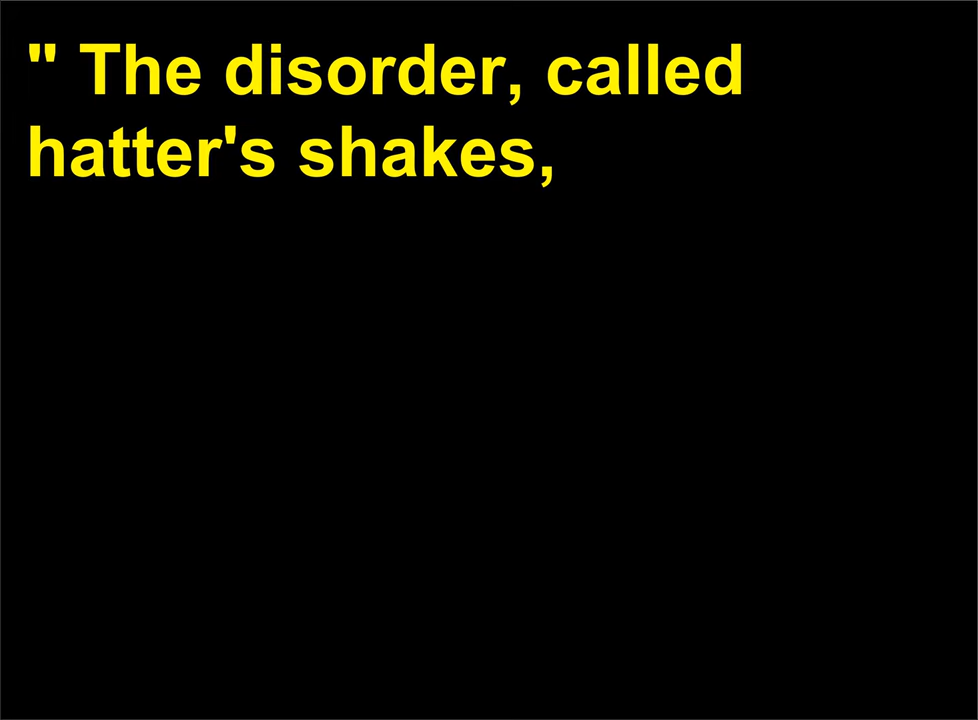 " The disorder, called
hatter's shakes,